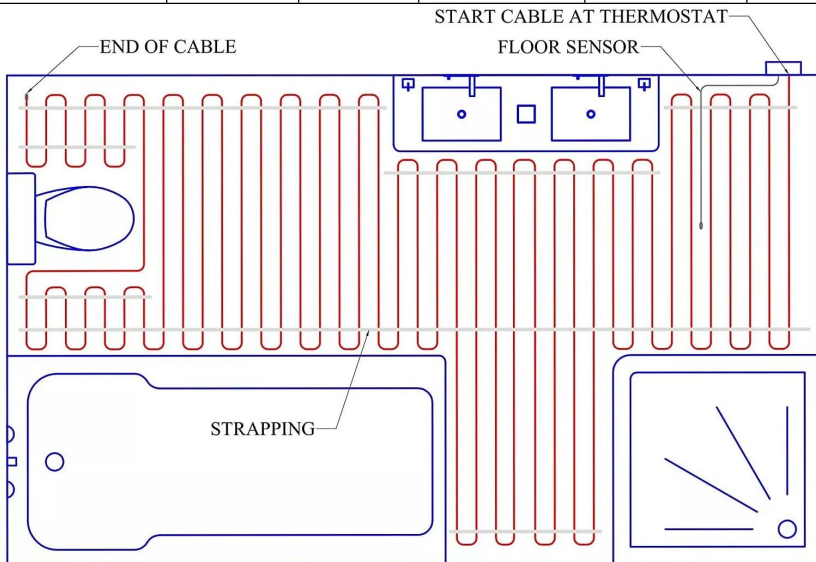 START CABLE AT THERMOSTAT
END OF CABLE
FLOOR SENSOR
STRAPPING